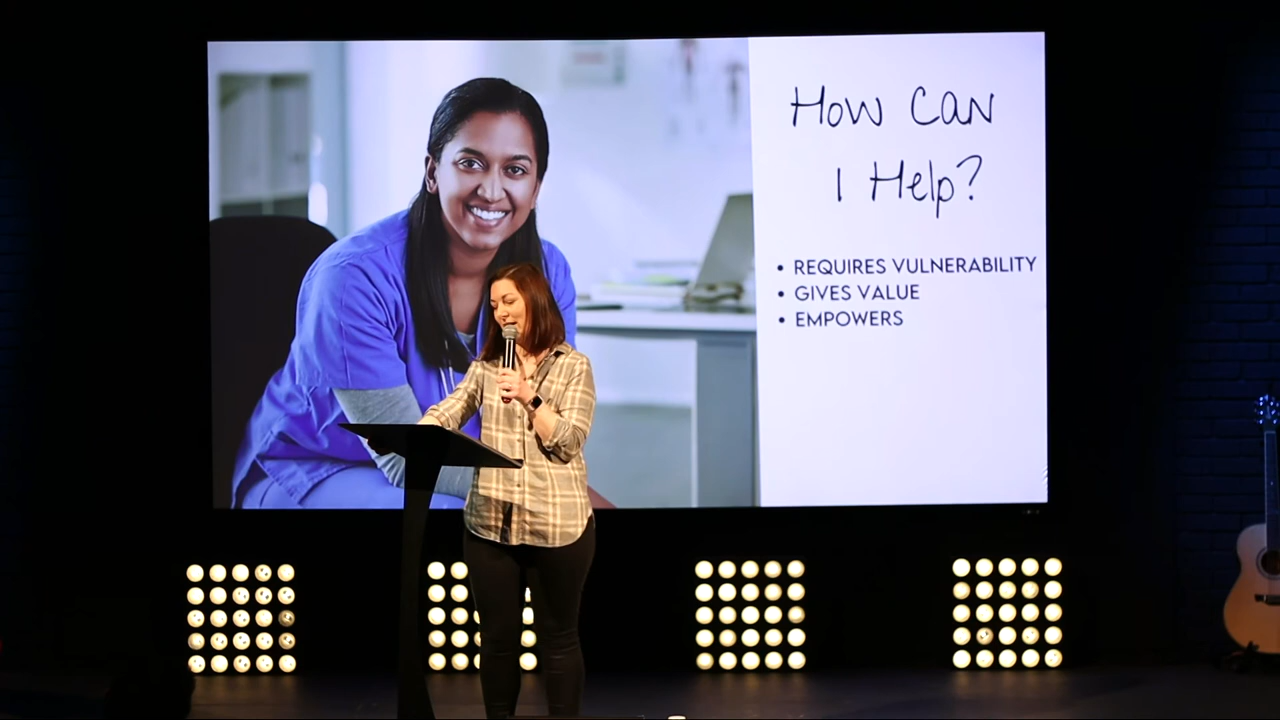 How Can
I Help?
• REQUIRES VULNERABILITY
• GIVES VALUE
• EMPOWERS